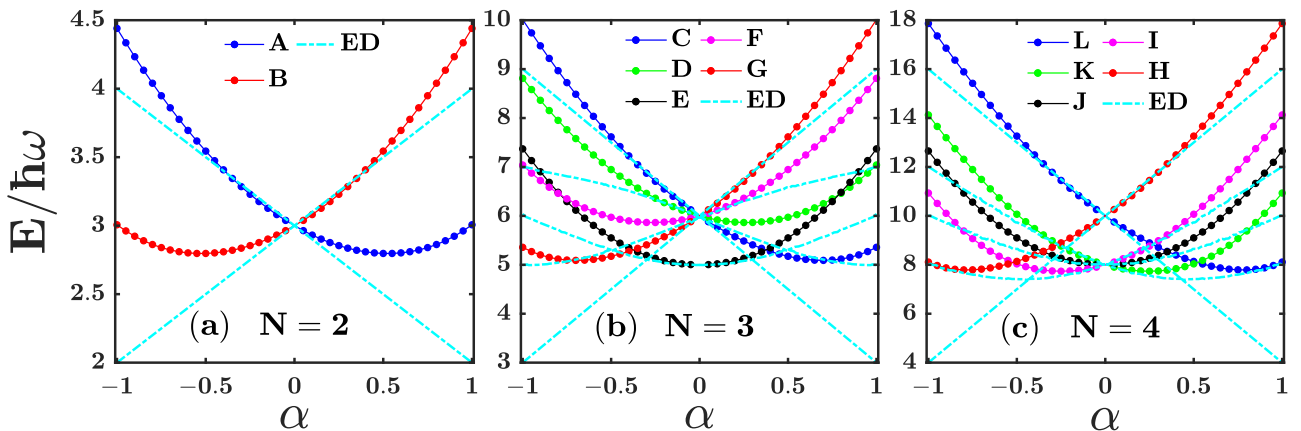 E/ħω
4.5
4
3.5
3
2.5
2
A ED
B
(a) N = 2
−1 −0.5 0 0.5 1
α
10
9
8
7
6
5
4
3
C F
D G
E ED
(b) N = 3
−1 −0.5 0 0.5 1
α
18
16
14
12
10
8
6
4
L I
K H
J ED
(c) N = 4
−1 −0.5 0 0.5 1
α